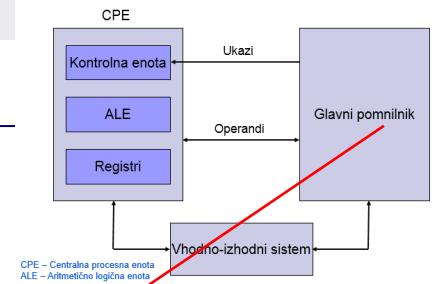 CPE
Kontrolna enota
Ukazi
ALE
Glavni pomnilnik
Operandi
Registri
Vhodno-izhodni sistem
CPE – Centralna procesna enota
ALE – Aritmetično logična enota